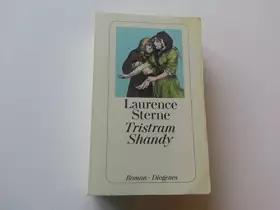 Laurence
Sterne
Tristram
Shandy
Roman · Diogenes